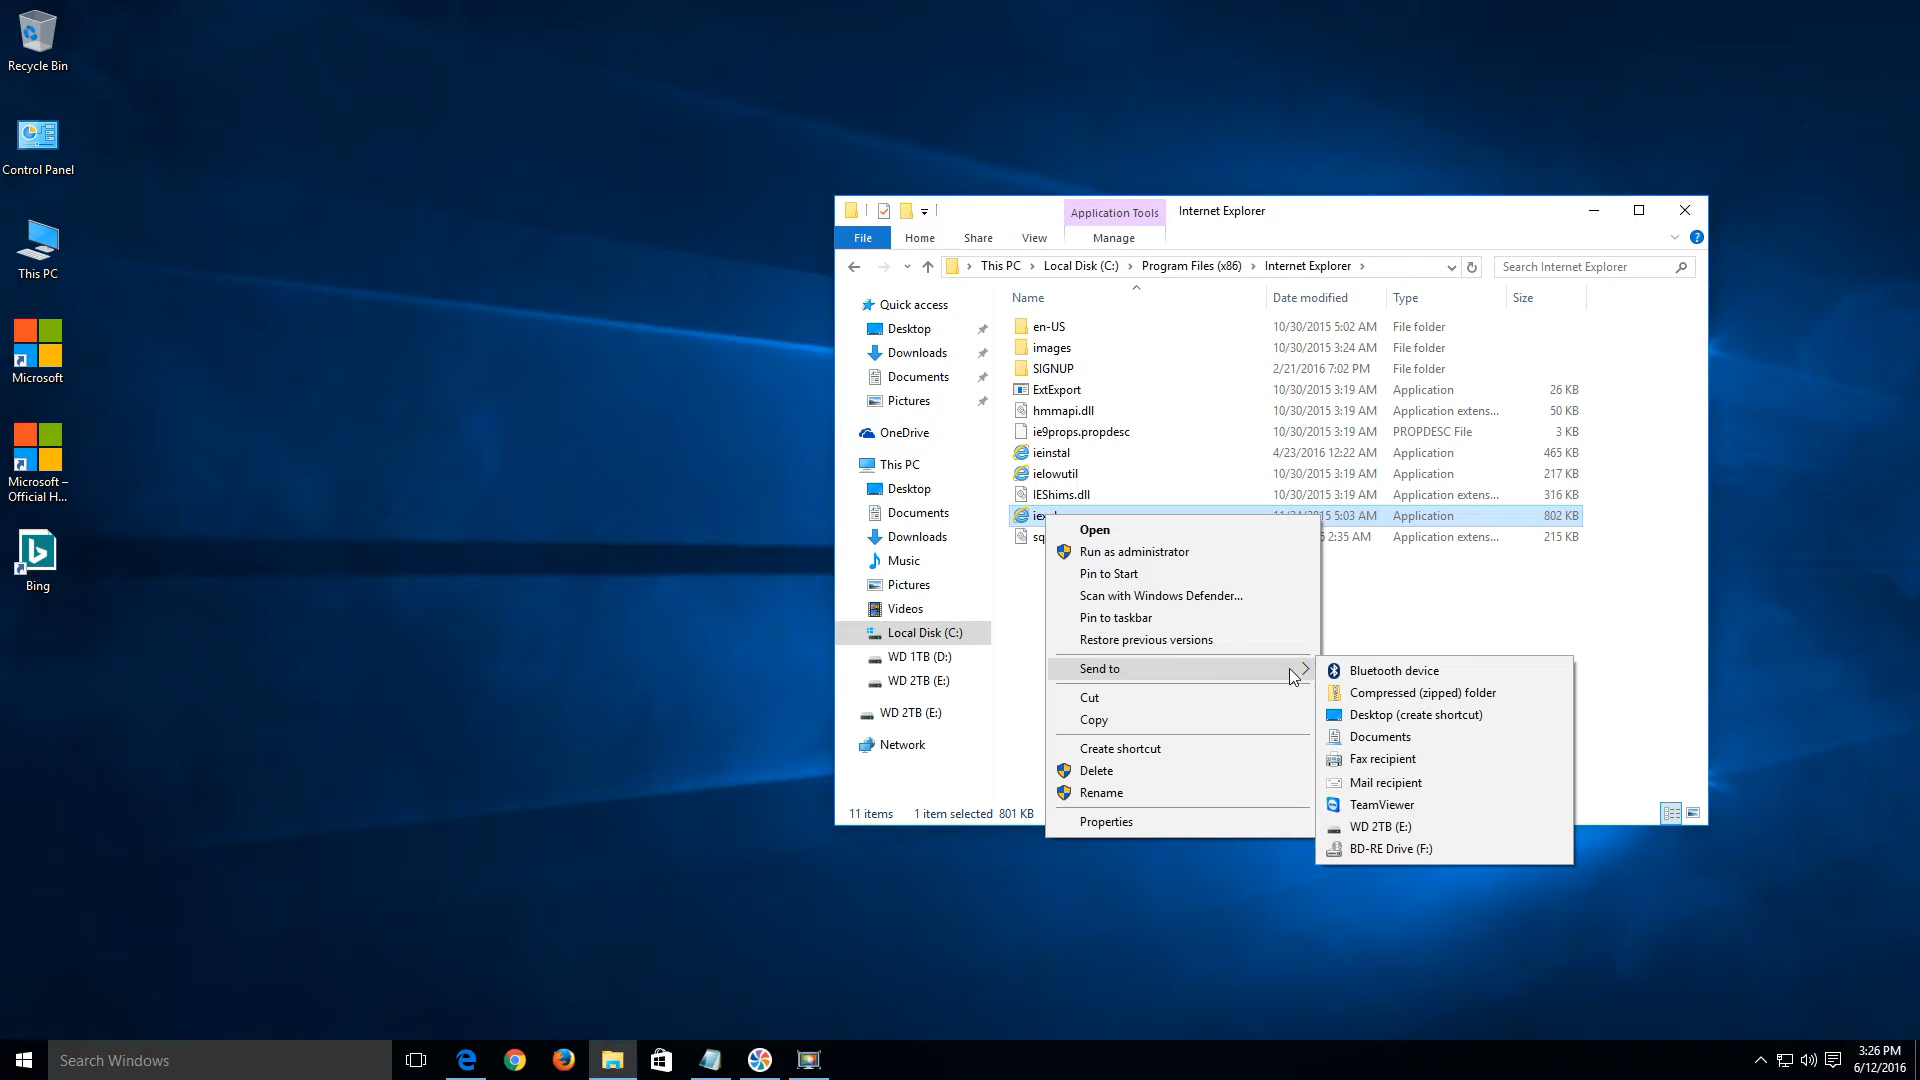 Recycle Bin
Control Panel
This PC
Microsoft
Microsoft –
Official H...
Bing
Application Tools
Internet Explorer
File
Home
Share
View
Manage
This PC
Local Disk (C:)
Program Files (x86)
Internet Explorer
Search Internet Explorer
Quick access
Desktop
Downloads
Documents
Pictures
OneDrive
This PC
Desktop
Documents
Downloads
Music
Pictures
Videos
Local Disk (C:)
WD 1TB (D:)
WD 2TB (E:)
WD 2TB (E:)
Network
Name Date modified Type Size
en-US 10/30/2015 5:02 AM File folder
images 10/30/2015 3:24 AM File folder
SIGNUP 2/21/2016 7:02 PM File folder
ExtExport 10/30/2015 3:19 AM Application 26 KB
hmmapi.dll 10/30/2015 3:19 AM Application extens... 50 KB
ie9props.propdesc 10/30/2015 3:19 AM PROPDESC File 3 KB
ieinstal 4/23/2016 12:22 AM Application 465 KB
ielowutil 10/30/2015 3:19 AM Application 217 KB
IEShims.dll 10/30/2015 3:19 AM Application extens... 316 KB
5:03 AM Application 802 KB
sq 2:35 AM Application extens... 215 KB
Open
Run as administrator
Pin to Start
Scan with Windows Defender...
Pin to taskbar
Restore previous versions
Send to
Cut
Copy
Create shortcut
Delete
Rename
Properties
Bluetooth device
Compressed (zipped) folder
Desktop (create shortcut)
Documents
Fax recipient
Mail recipient
TeamViewer
WD 2TB (E:)
BD-RE Drive (F:)
11 items 1 item selected 801 KB
Search Windows
3:26 PM
6/12/2016